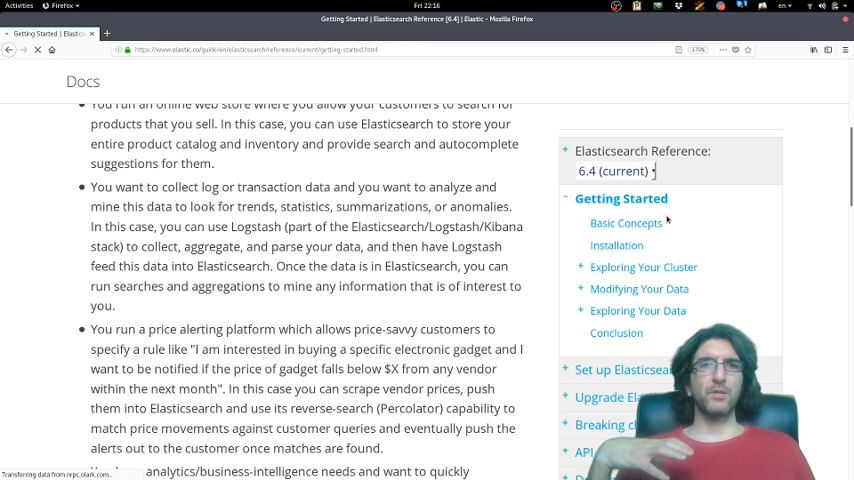 Activities
Firefox
Fri 22:16
en
Getting Started | Elasticsearch Reference [6.4] | Elastic - Mozilla Firefox
Getting Started | Elastics
https://www.elastic.co/guide/en/elasticsearch/reference/current/getting-started.html
170%
Docs
You run an online web store where you allow your customers to search for
products that you sell. In this case, you can use Elasticsearch to store your
entire product catalog and inventory and provide search and autocomplete
suggestions for them.
You want to collect log or transaction data and you want to analyze and
mine this data to look for trends, statistics, summarizations, or anomalies.
In this case, you can use Logstash (part of the Elasticsearch/Logstash/Kibana
stack) to collect, aggregate, and parse your data, and then have Logstash
feed this data into Elasticsearch. Once the data is in Elasticsearch, you can
run searches and aggregations to mine any information that is of interest to
you.
You run a price alerting platform which allows price-savvy customers to
specify a rule like "I am interested in buying a specific electronic gadget and I
want to be notified if the price of gadget falls below $X from any vendor
within the next month". In this case you can scrape vendor prices, push
them into Elasticsearch and use its reverse-search (Percolator) capability to
match price movements against customer queries and eventually push the
alerts out to the customer once matches are found.
analytics/business-intelligence needs and want to quickly
Elasticsearch Reference:
6.4 (current)
Getting Started
Basic Concepts
Installation
Exploring Your Cluster
Modifying Your Data
Exploring Your Data
Conclusion
Set up Elasticsear
Upgrade Ela
Breaking c
API
Transferring data from nrpc.olark.com...